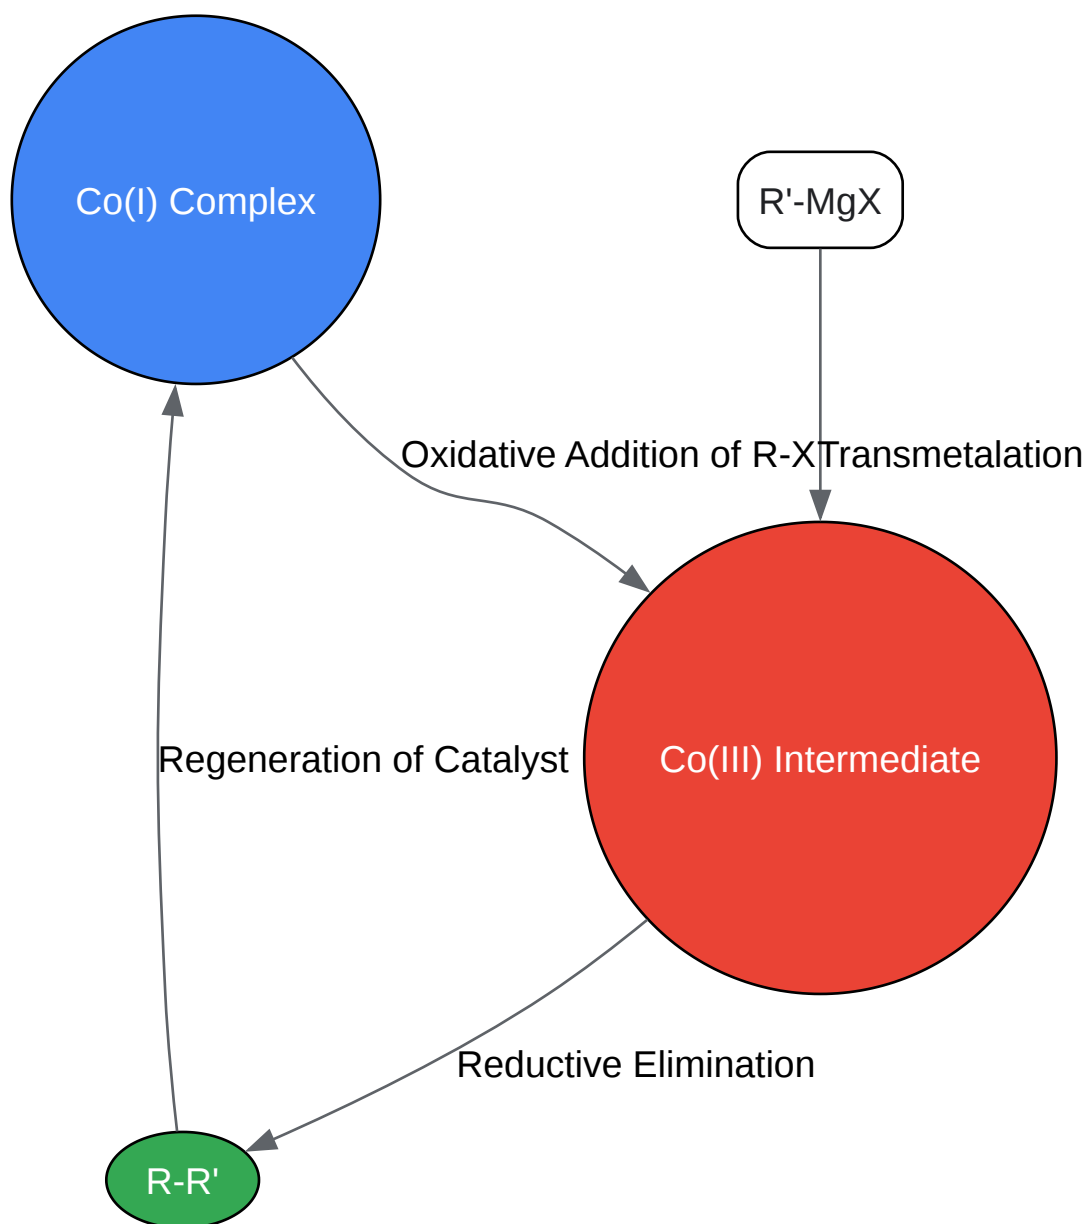 Co(I) Complex
R'-MgX
Oxidative Addition of R-X
Transmetalation
Regeneration of Catalyst
Co(III) Intermediate
Reductive Elimination
R-R'